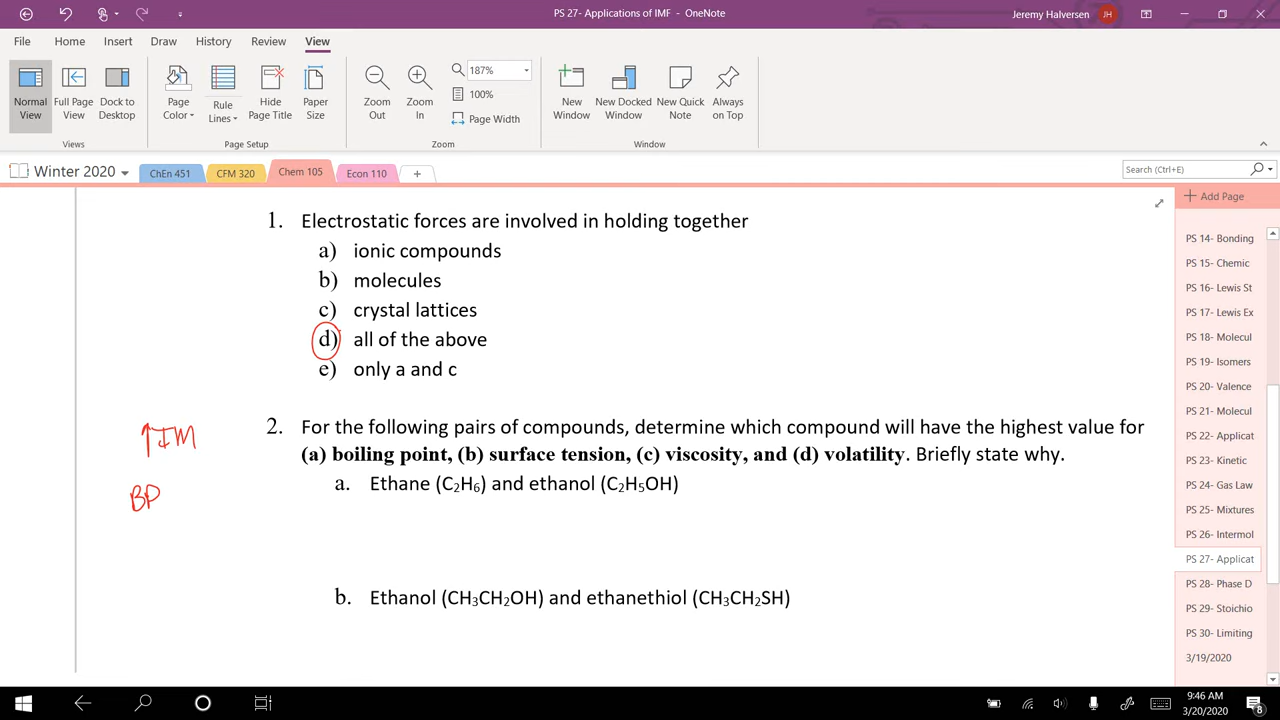 PS 27- Applications of IMF - OneNote
Jeremy Halversen
JH
File Home Insert Draw History Review View
187%
100%
Page Width
Normal View
Full Page View
Dock to Desktop
Page Color
Rule Lines
Hide Page Title
Paper Size
Zoom Out
Zoom In
New Window
New Docked Window
New Quick Note
Always on Top
Views
Page Setup
Zoom
Window
Winter 2020
ChEn 451
CFM 320
Chem 105
Econ 110
Search (Ctrl+E)
1. Electrostatic forces are involved in holding together
a) ionic compounds
b) molecules
c) crystal lattices
d) all of the above
e) only a and c
↑IM
BP
2. For the following pairs of compounds, determine which compound will have the highest value for
(a) boiling point, (b) surface tension, (c) viscosity, and (d) volatility. Briefly state why.
a. Ethane (C₂H₆) and ethanol (C₂H₅OH)
b. Ethanol (CH₃CH₂OH) and ethanethiol (CH₃CH₂SH)
Add Page
PS 14- Bonding
PS 15- Chemic
PS 16- Lewis St
PS 17- Lewis Ex
PS 18- Molecul
PS 19- Isomers
PS 20- Valence
PS 21- Molecul
PS 22- Applicat
PS 23- Kinetic
PS 24- Gas Law
PS 25- Mixtures
PS 26- Intermol
PS 27- Applicat
PS 28- Phase D
PS 29- Stoichio
PS 30- Limiting
3/19/2020
9:46 AM
3/20/2020
8